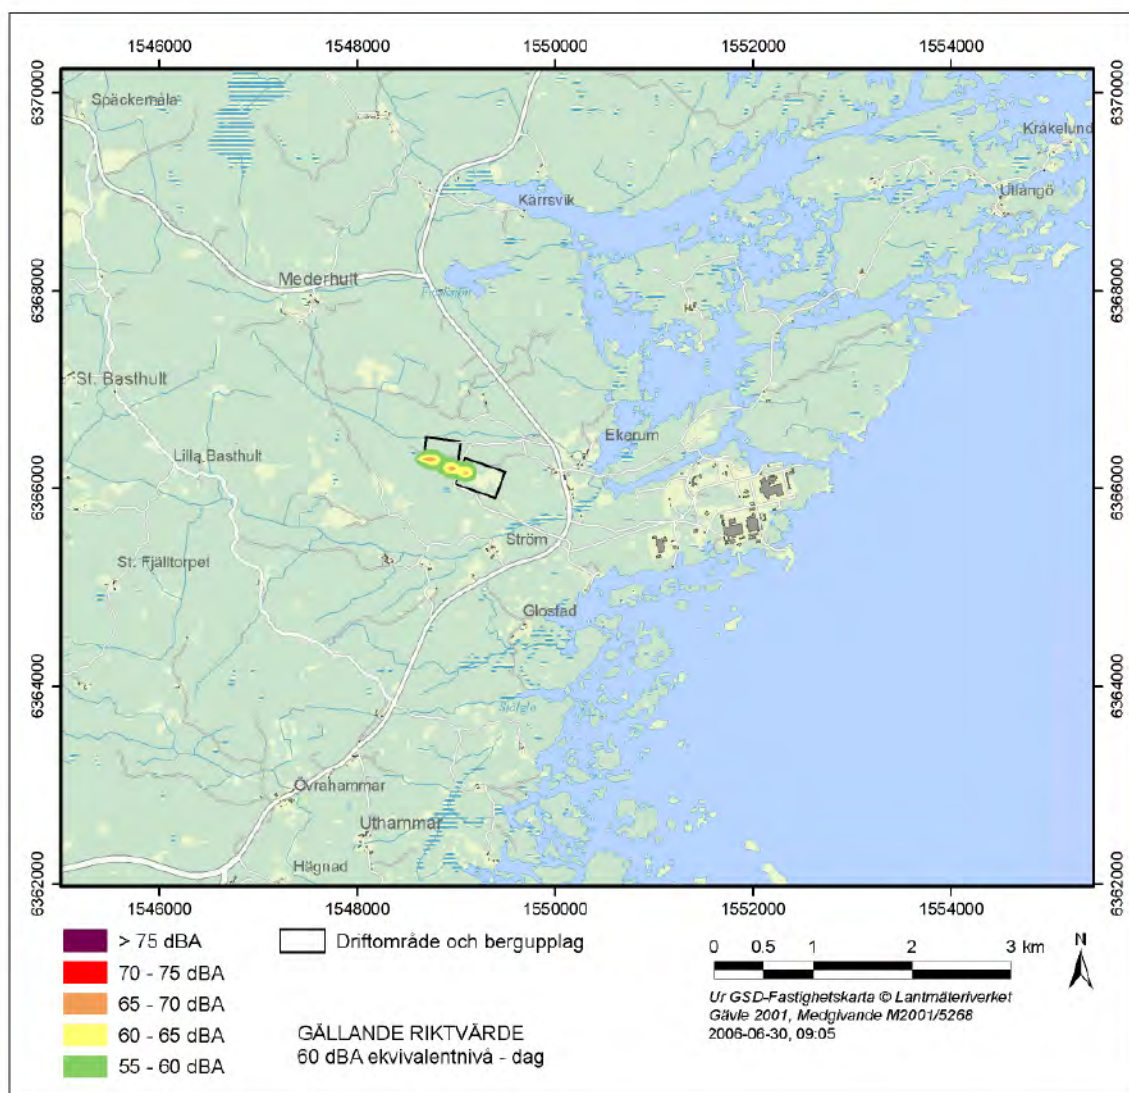 1546000 1548000 1550000 1552000 1554000
6370000 6370000
Späckemåla
Kråkelund
Ullångö
Kärrsvik
Mederhult
6368000 6368000
St. Basthult
Ekerum
Lilla Basthult
6366000 6366000
Ström
St. Fjälltorpet
Glostad
6364000 6364000
Övrahammar
Uthammar
Hägnad
6362000 6362000
1546000 1548000 1550000 1552000 1554000
> 75 dBA
70 - 75 dBA
65 - 70 dBA
60 - 65 dBA
55 - 60 dBA
Driftområde och bergupplag
GÄLLANDE RIKTVÄRDE
60 dBA ekvivalentnivå - dag
0 0.5 1 2 3 km
N
Ur GSD-Fastighetskarta © Lantmäteriverket
Gävle 2001, Medgivande M2001/5268
2006-06-30, 09:05